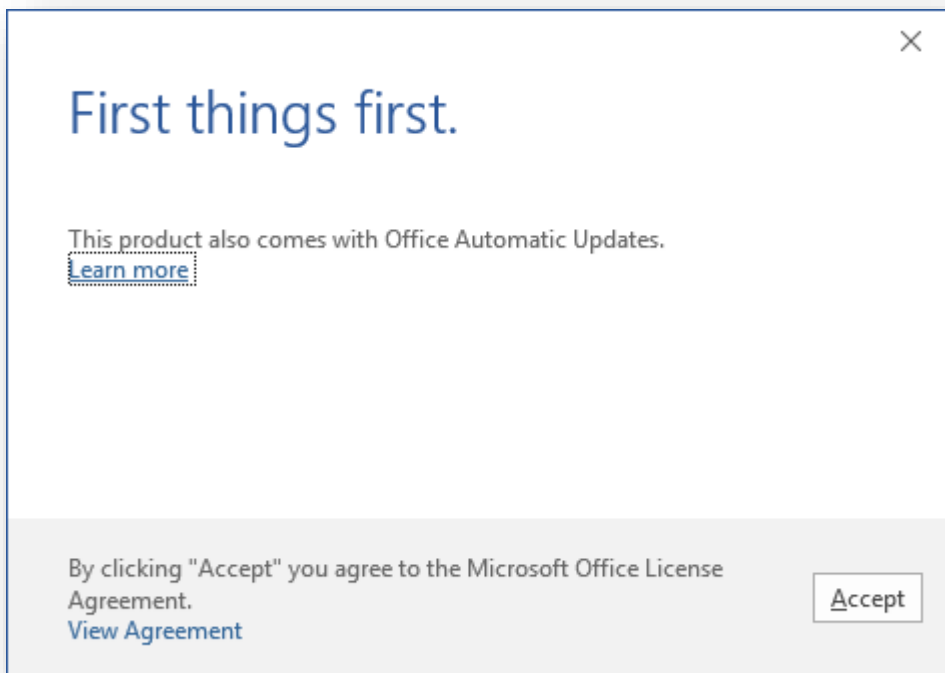 First things first.
This product also comes with Office Automatic Updates.
Learn more
By clicking "Accept" you agree to the Microsoft Office License
Agreement.
Accept
View Agreement